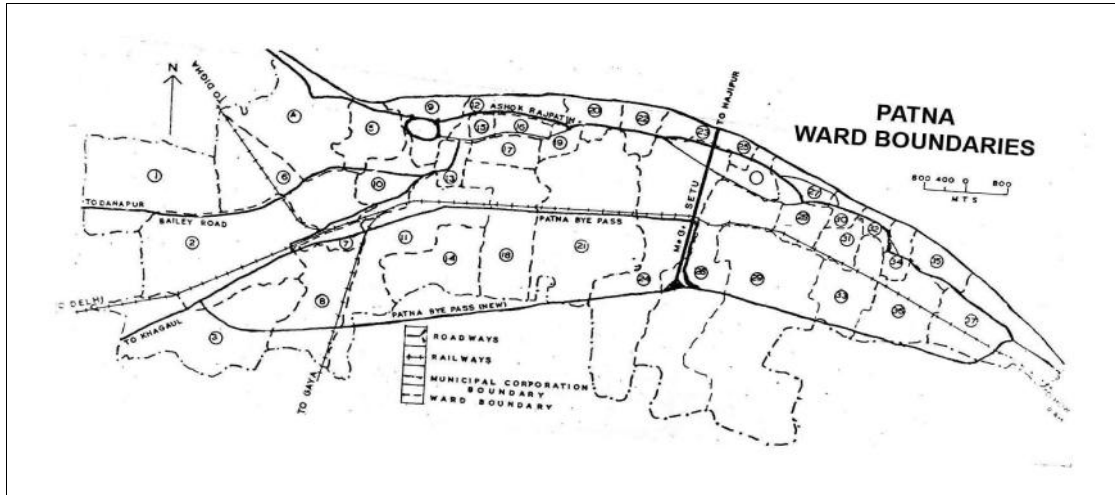 PATNA
WARD BOUNDARIES
800 400 0 800
MTS
N
TO DIGHA
TO HAJIPUR
ASHOK RAJPATH
TO DANAPUR
BAILEY ROAD
PATNA BYE PASS
SETU
DELHI
TO KHAGAUL
PATNA BYE PASS (NEW)
TO GAYA
ROADWAYS
RAILWAYS
MUNICIPAL CORPORATION
BOUNDARY
WARD BOUNDARY
1
2
3
4
5
6
7
8
9
10
11
12
13
14
15
16
17
18
19
20
21
22
23
24
25
27
28
28
29
30
31
32
33
34
35
36
37